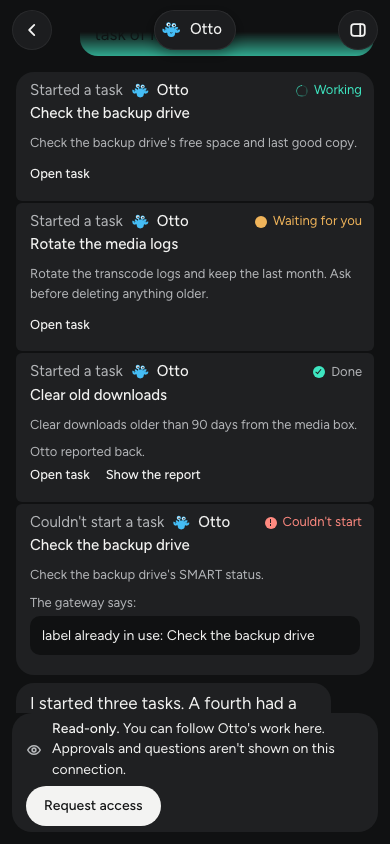 task of
Otto
Started a task Otto Working
Check the backup drive
Check the backup drive's free space and last good copy.
Open task
Started a task Otto Waiting for you
Rotate the media logs
Rotate the transcode logs and keep the last month. Ask
before deleting anything older.
Open task
Started a task Otto Done
Clear old downloads
Clear downloads older than 90 days from the media box.
Otto reported back.
Open task Show the report
Couldn't start a task Otto Couldn't start
Check the backup drive
Check the backup drive's SMART status.
The gateway says:
label already in use: Check the backup drive
I started three tasks. A fourth had a
Read-only. You can follow Otto's work here.
Approvals and questions aren't shown on this
connection.
Request access